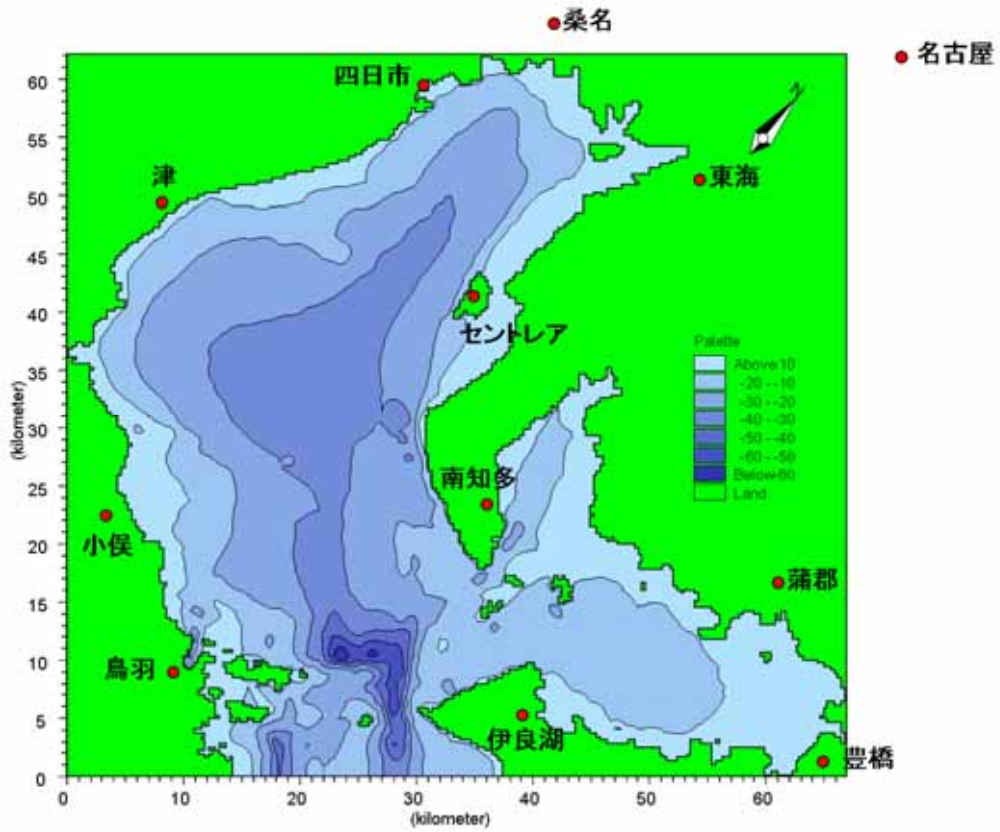 桑名
名古屋
四日市
N
津
東海
セントレア
Palette
Above-10
-20 - -10
-30 - -20
-40 - -30
-50 - -40
-60 - -50
Below-60
Land
南知多
小俣
蒲郡
鳥羽
伊良湖
豊橋
60
55
50
45
40
35
30
25
20
15
10
5
0
(kilometer)
0 10 20 30 40 50 60
(kilometer)